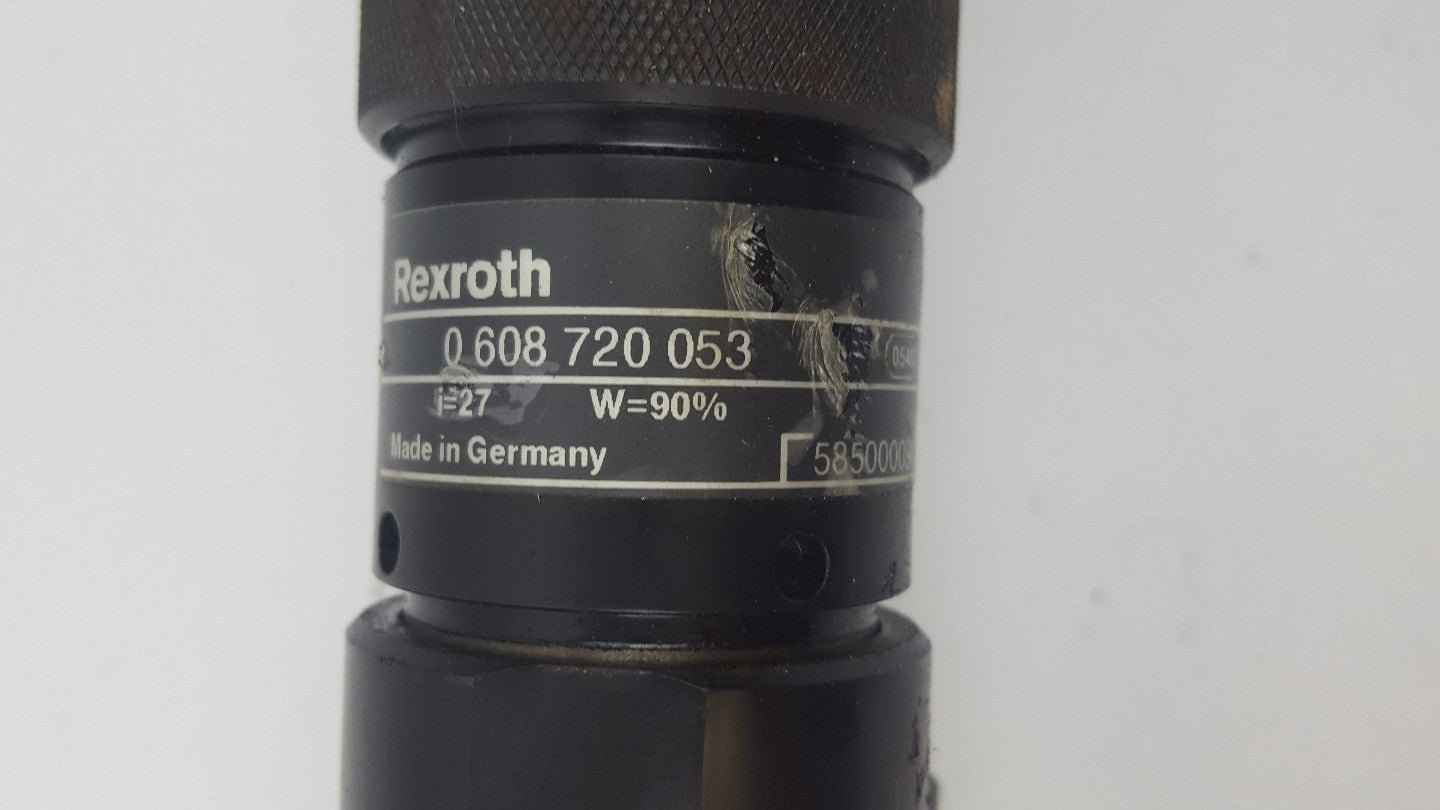 Rexroth
0 608 720 053
i=27 W=90%
Made in Germany